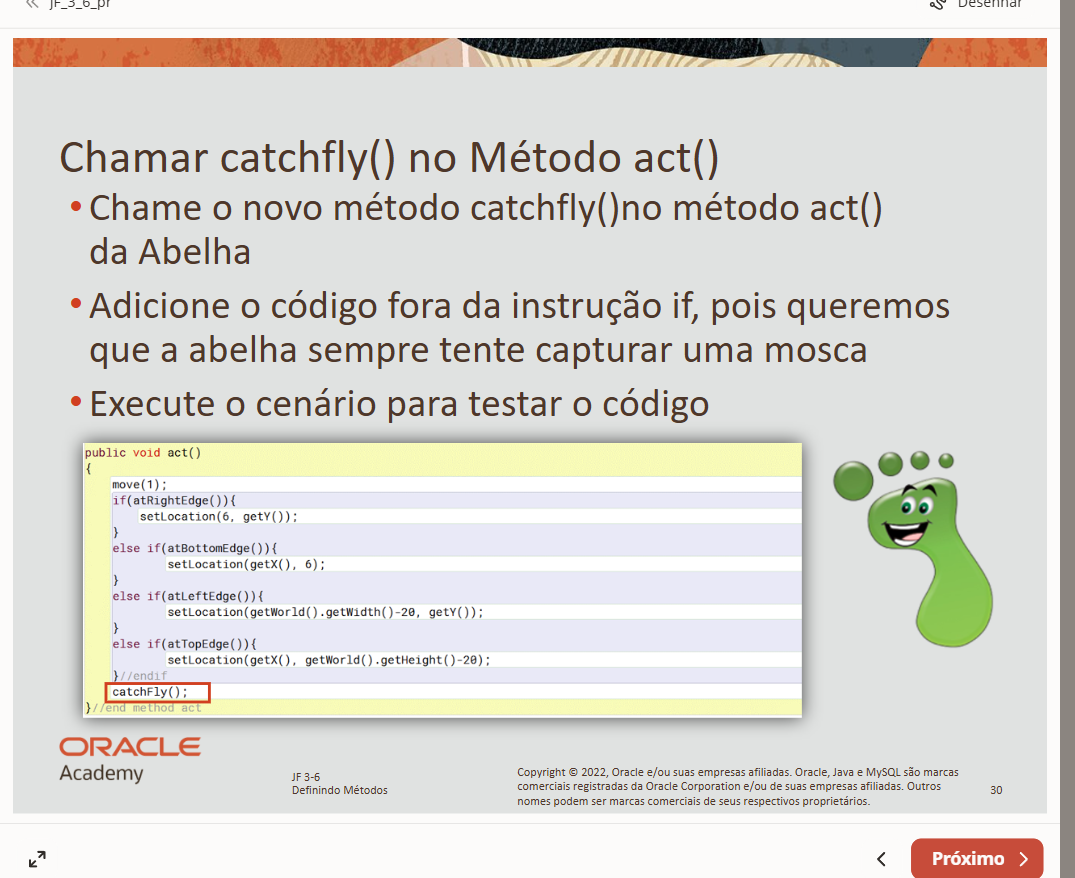 JF_3_6_pr
Desenhar
Chamar catchfly() no Método act()
•Chame o novo método catchfly()no método act()
da Abelha
•Adicione o código fora da instrução if, pois queremos
que a abelha sempre tente capturar uma mosca
•Execute o cenário para testar o código
public void act()
{
move(1);
if(atRightEdge()){
setLocation(6, getY());
}
else if(atBottomEdge()){
setLocation(getX(), 6);
}
else if(atLeftEdge()){
setLocation(getWorld().getWidth()-20, getY());
}
else if(atTopEdge()){
setLocation(getX(), getWorld().getHeight()-20);
}//endif
catchFly();
}//end method act
ORACLE
Academy
JF 3-6
Definindo Métodos
Copyright © 2022, Oracle e/ou suas empresas afiliadas. Oracle, Java e MySQL são marcas
comerciais registradas da Oracle Corporation e/ou de suas empresas afiliadas. Outros
nomes podem ser marcas comerciais de seus respectivos proprietários.
30
Próximo